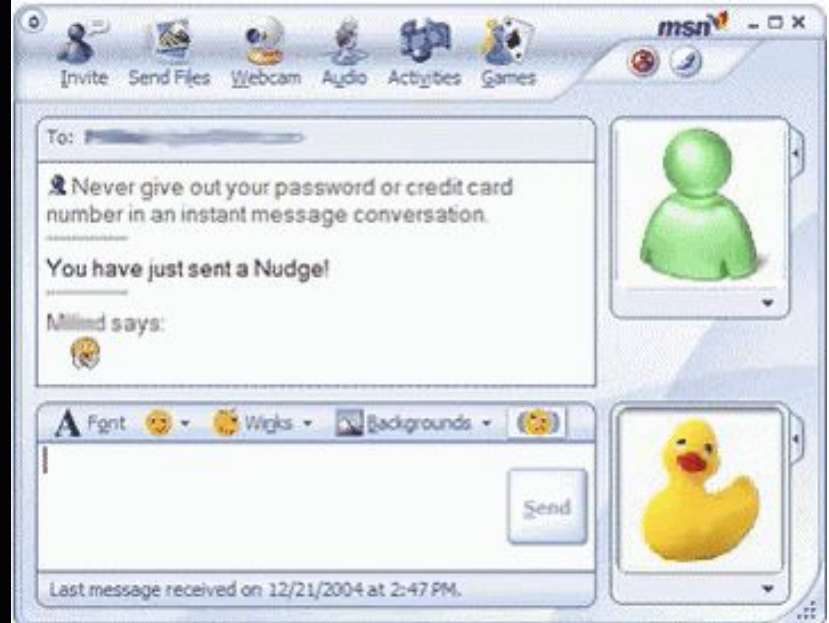 msn
Invite Send Files Webcam Audio Activities Games
To:
Never give out your password or credit card
number in an instant message conversation.
You have just sent a Nudge!
says:
A Font Winks Backgrounds
Send
Last message received on 12/21/2004 at 2:47 PM.